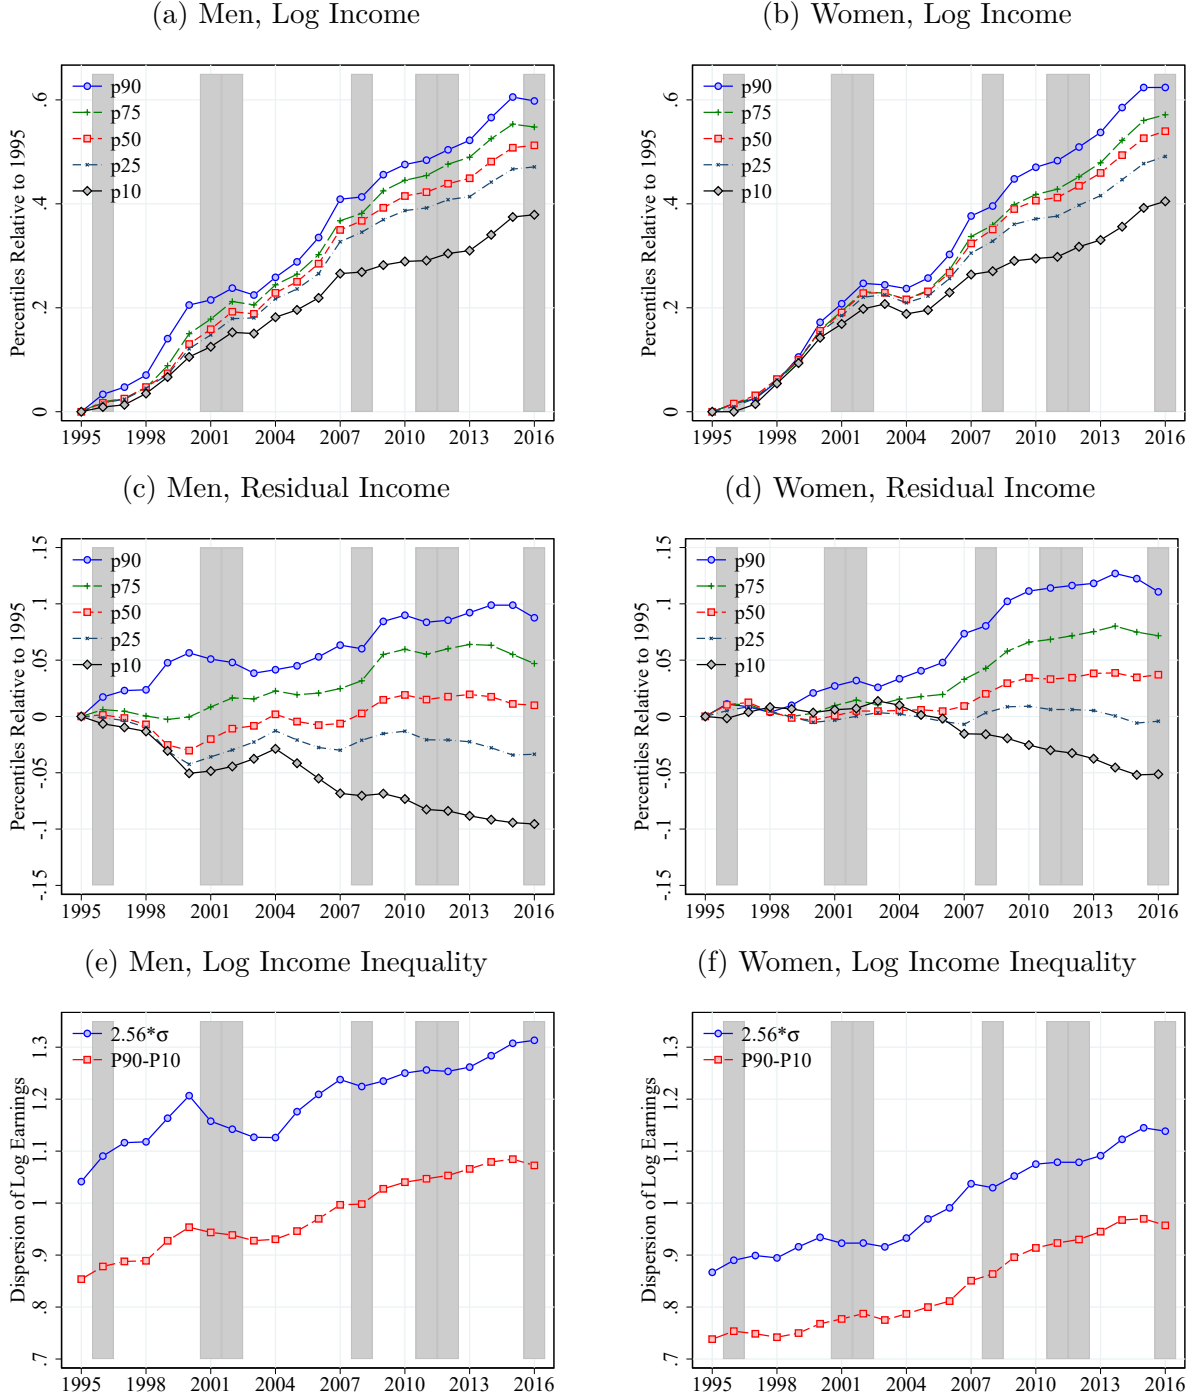 (a) Men, Log Income
Percentiles Relative to 1995
0 .2 .4 .6
p90
p75
p50
p25
p10
1995 1998 2001 2004 2007 2010 2013 2016
(b) Women, Log Income
Percentiles Relative to 1995
0 .2 .4 .6
p90
p75
p50
p25
p10
1995 1998 2001 2004 2007 2010 2013 2016
(c) Men, Residual Income
Percentiles Relative to 1995
-.15 -.1 -.05 0 .05 .1 .15
p90
p75
p50
p25
p10
1995 1998 2001 2004 2007 2010 2013 2016
(d) Women, Residual Income
Percentiles Relative to 1995
-.15 -.1 -.05 0 .05 .1 .15
p90
p75
p50
p25
p10
1995 1998 2001 2004 2007 2010 2013 2016
(e) Men, Log Income Inequality
Dispersion of Log Earnings
.7 .8 .9 1 1.1 1.2 1.3
2.56*σ
P90-P10
1995 1998 2001 2004 2007 2010 2013 2016
(f) Women, Log Income Inequality
Dispersion of Log Earnings
.7 .8 .9 1 1.1 1.2 1.3
2.56*σ
P90-P10
1995 1998 2001 2004 2007 2010 2013 2016